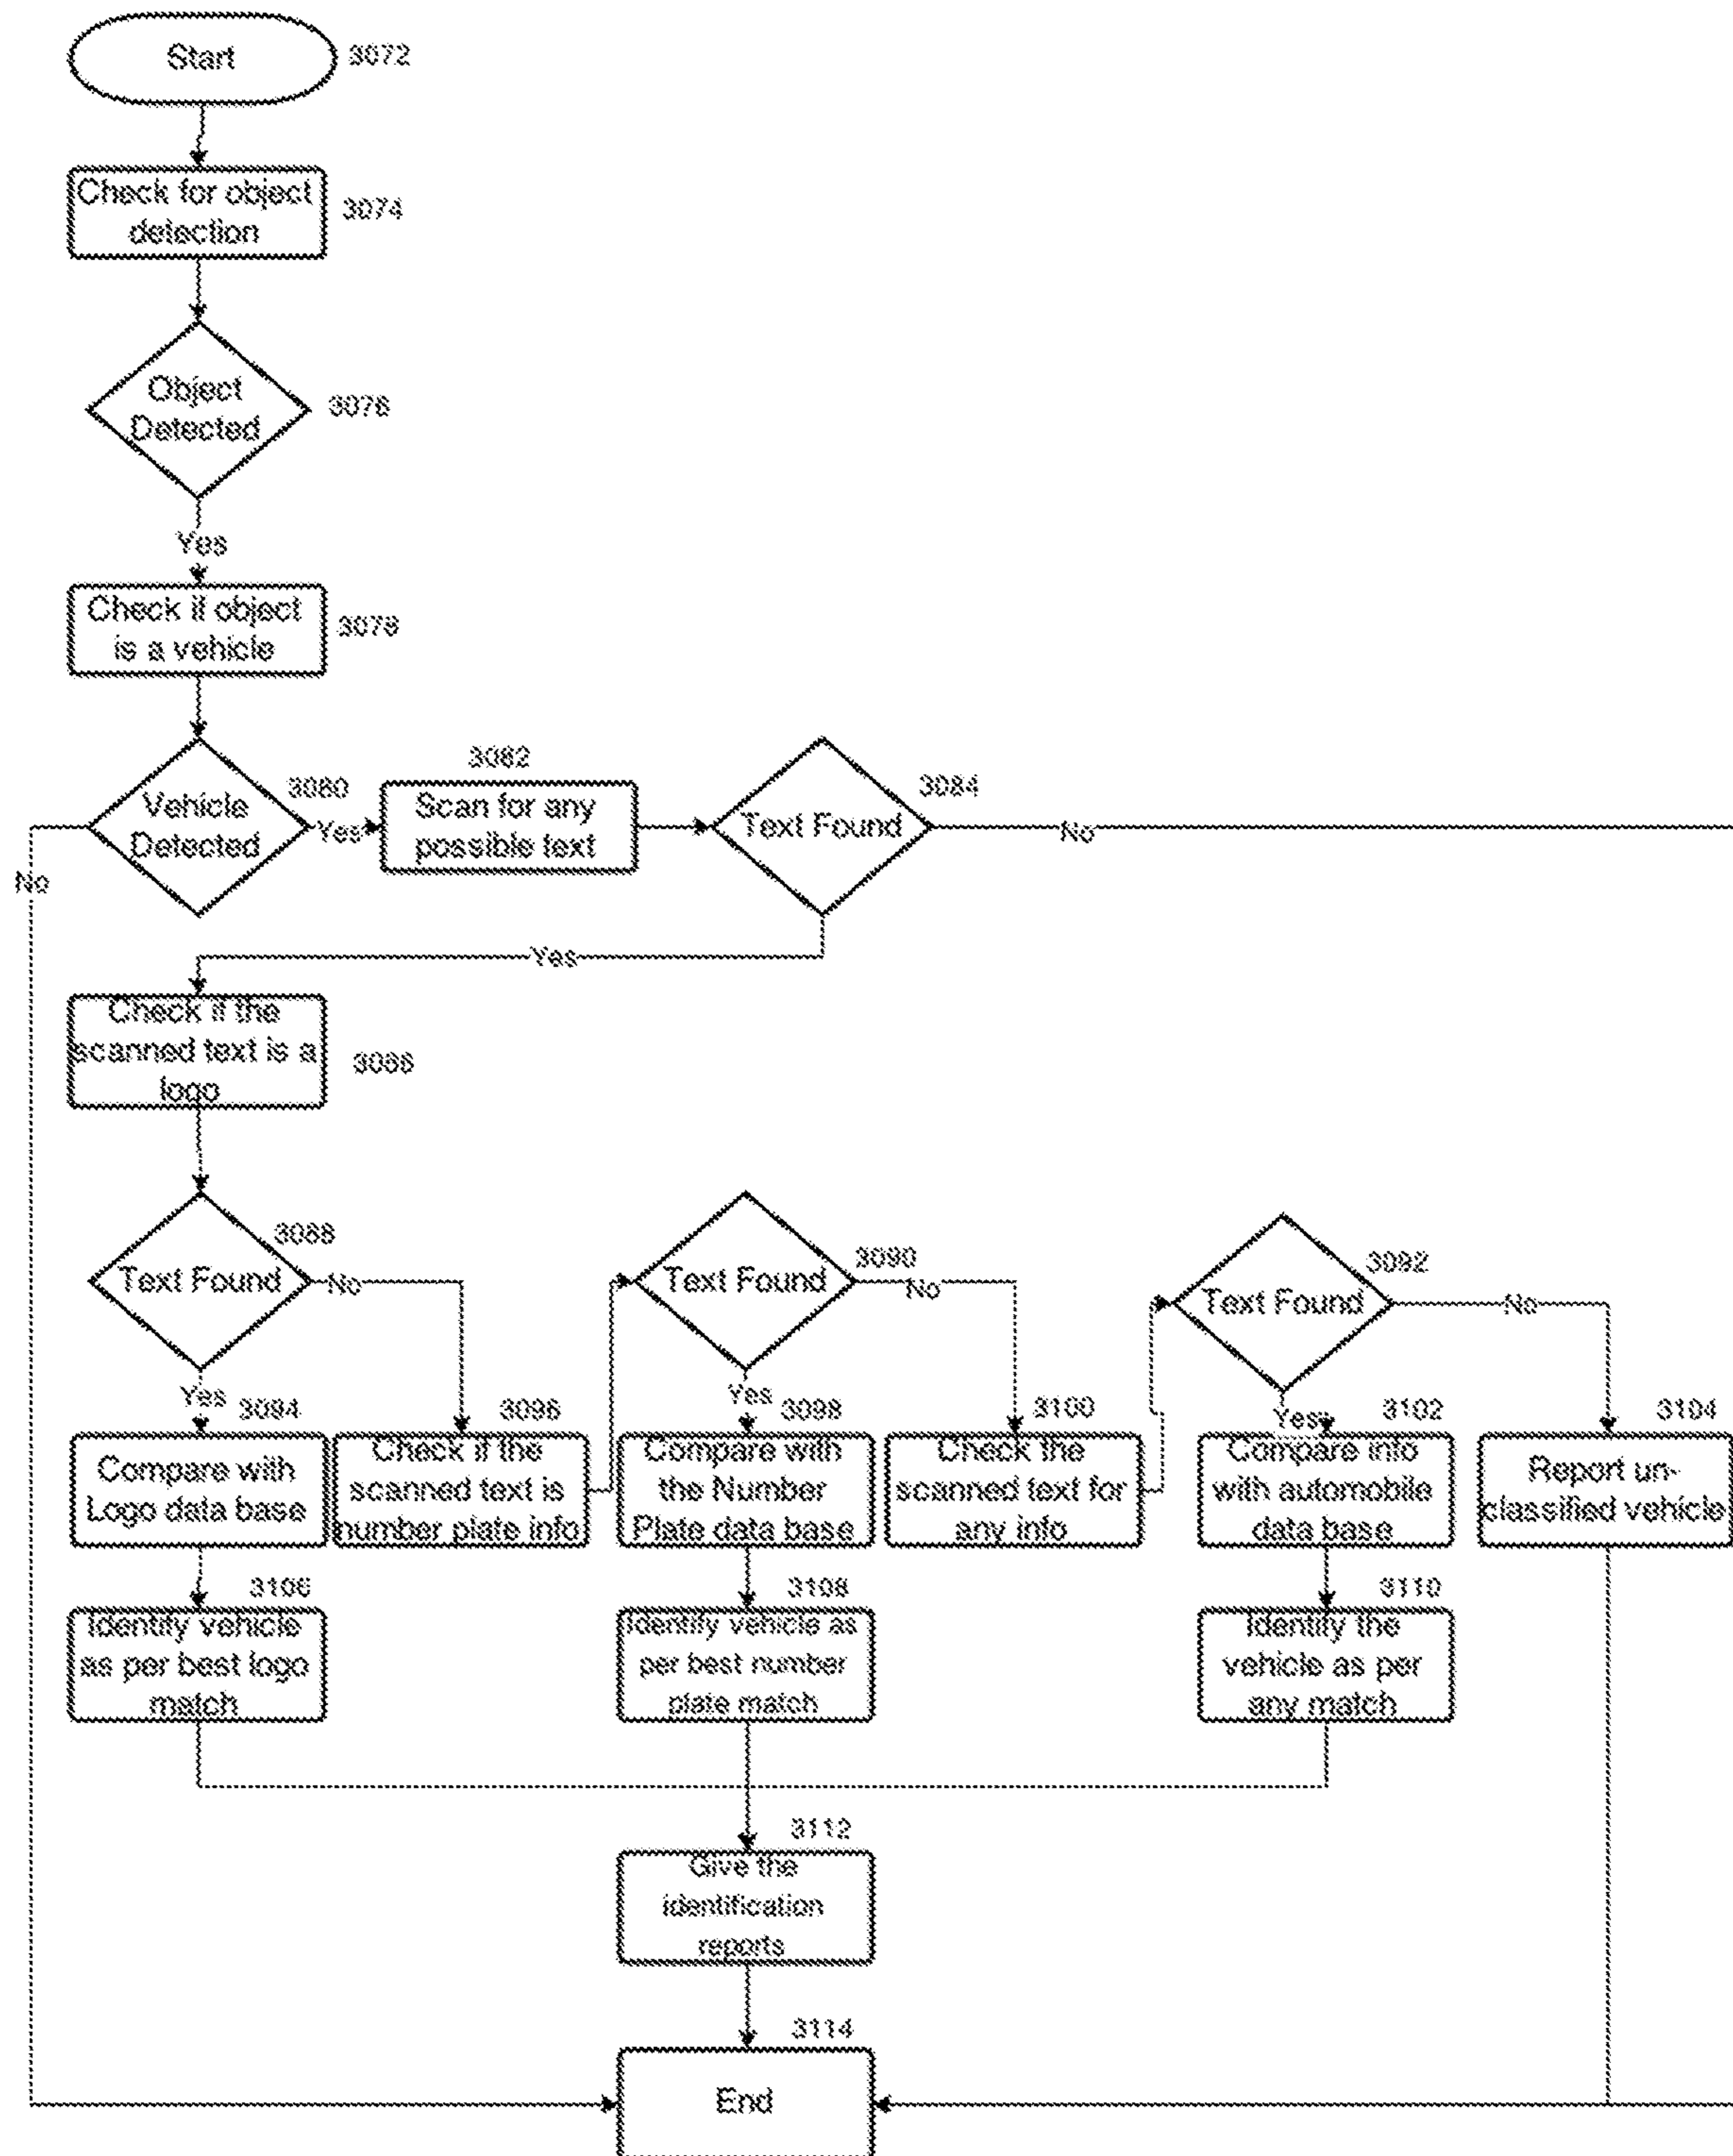 Start
3072
Check for object
detection
3074
Object
Detected
3076
Yes
Check if object
is a vehicle
3078
Vehicle
Detected
3080
Yes
No
3082
Scan for any
possible text
Text Found
3084
No
Yes
Check if the
scanned text is a
logo
3086
Text Found
3088
No
Text Found
3090
No
Text Found
3092
No
Yes
3094
Compare with
Logo data base
3096
Check if the
scanned text is
number plate info
Yes
3098
Compare with
the Number
Plate data base
3100
Check the
scanned text for
any info
Yes
3102
Compare info
with automobile
data base
3104
Report un-
classified vehicle
3106
Identify vehicle
as per best logo
match
3108
Identify vehicle as
per best number
plate match
3110
Identify the
vehicle as per
any match
3112
Give the
identification
reports
3114
End